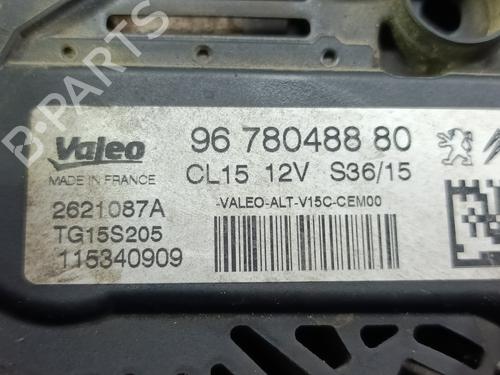 Valeo
MADE IN FRANCE
2621087A
TG15S205
115340909
96 780488 80
CL15 12V S36/15
-VALEO-ALT-V15C-CEM00
B-PARTS